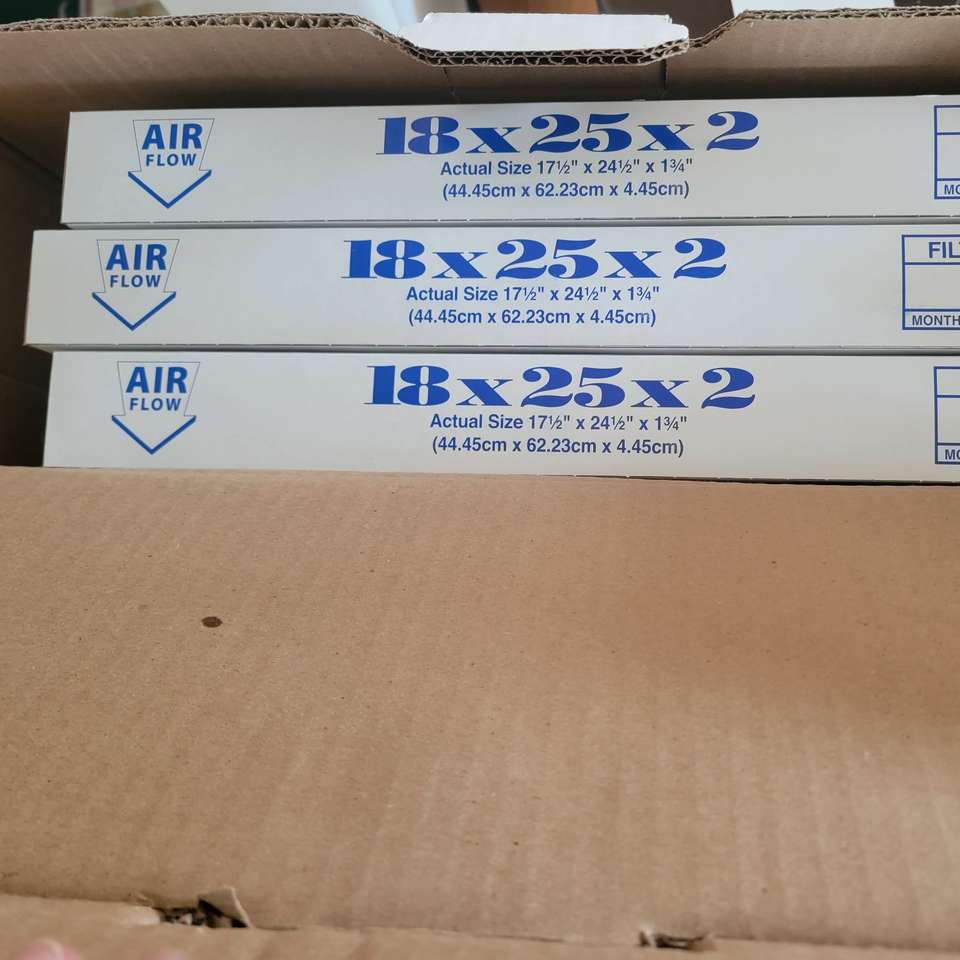 AIR
FLOW
18x25x2
Actual Size 17½" x 24½" x 1¾"
(44.45cm x 62.23cm x 4.45cm)
AIR
FLOW
18x25x2
Actual Size 17½" x 24½" x 1¾"
(44.45cm x 62.23cm x 4.45cm)
FIL
MONTH
AIR
FLOW
18x25x2
Actual Size 17½" x 24½" x 1¾"
(44.45cm x 62.23cm x 4.45cm)